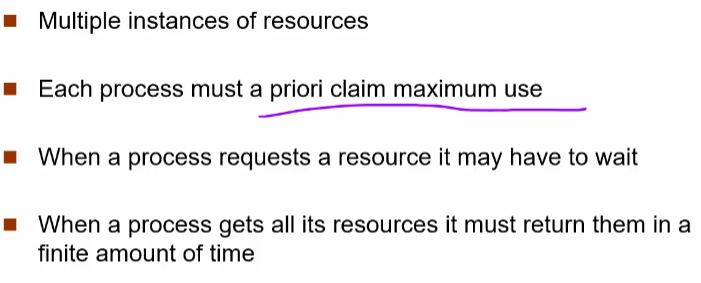 Multiple instances of resources
Each process must a priori claim maximum use
When a process requests a resource it may have to wait
When a process gets all its resources it must return them in a
finite amount of time